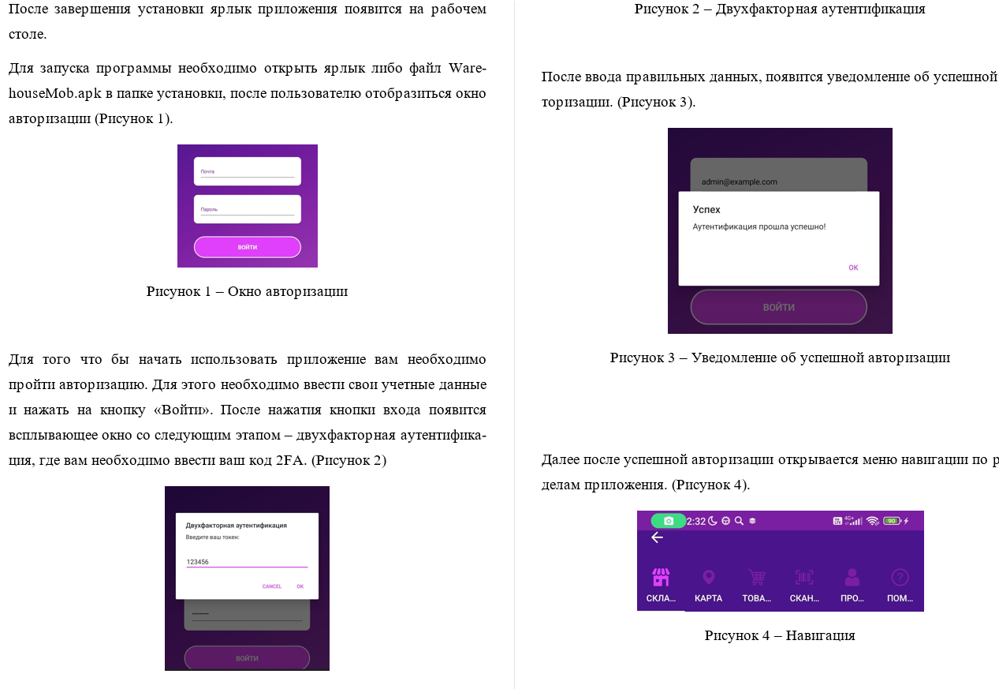 После завершения установки ярлык приложения появится на рабочем
столе.
Для запуска программы необходимо открыть ярлык либо файл Ware-
houseMob.apk в папке установки, после пользователю отобразиться окно
авторизации (Рисунок 1).
Почта
Пароль
ВОЙТИ
Рисунок 1 – Окно авторизации
Для того что бы начать использовать приложение вам необходимо
пройти авторизацию. Для этого необходимо ввести свои учетные данные
и нажать на кнопку «Войти». После нажатия кнопки входа появится
всплывающее окно со следующим этапом – двухфакторная аутентифика-
ция, где вам необходимо ввести ваш код 2FA. (Рисунок 2)
Двухфакторная аутентификация
Введите ваш токен:
123456
CANCEL OK
ВОЙТИ
Рисунок 2 – Двухфакторная аутентификация
После ввода правильных данных, появится уведомление об успешной
торизации. (Рисунок 3).
admin@example.com
Успех
Аутентификация прошла успешно!
OK
ВОЙТИ
Рисунок 3 – Уведомление об успешной авторизации
Далее после успешной авторизации открывается меню навигации по р
делам приложения. (Рисунок 4).
2:32 4G+ 90
СКЛА... КАРТА ТОВА... СКАН... ПРО... ПОМ...
Рисунок 4 – Навигация